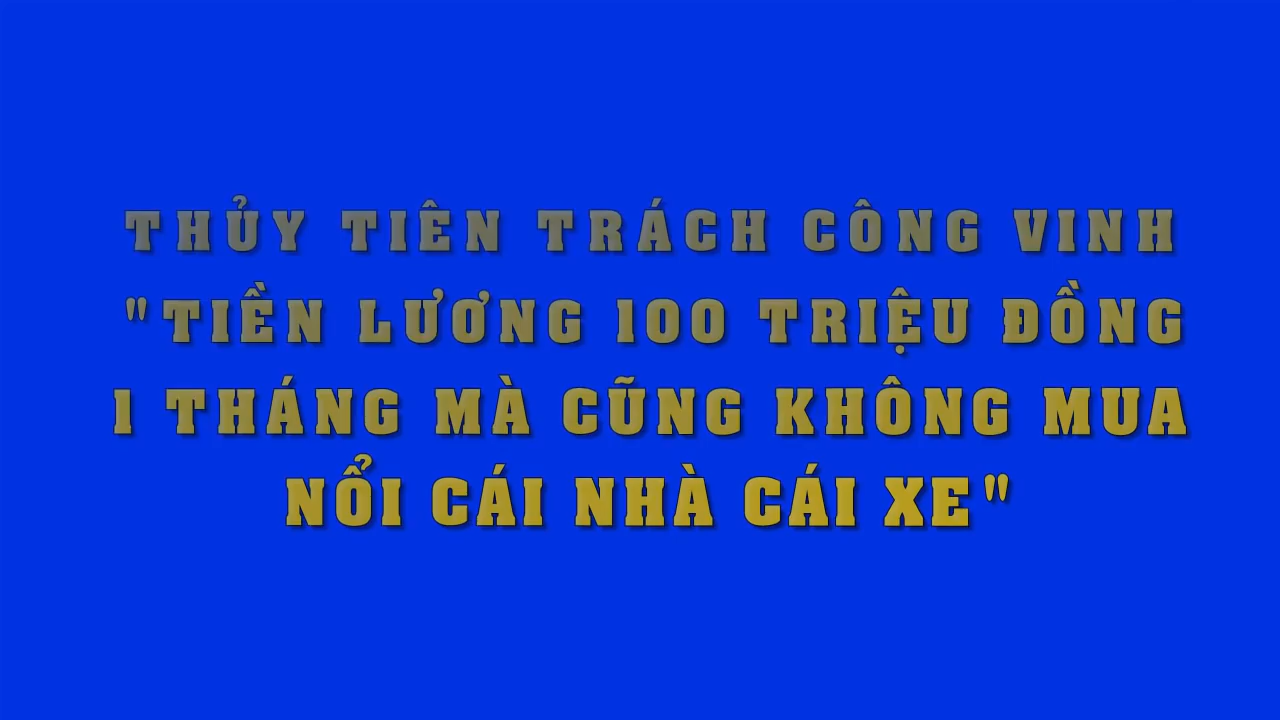 THỦY TIÊN TRÁCH CÔNG VINH
"TIỀN LƯƠNG 100 TRIỆU ĐỒNG
1 THÁNG MÀ CŨNG KHÔNG MUA
NỔI CÁI NHÀ CÁI XE"